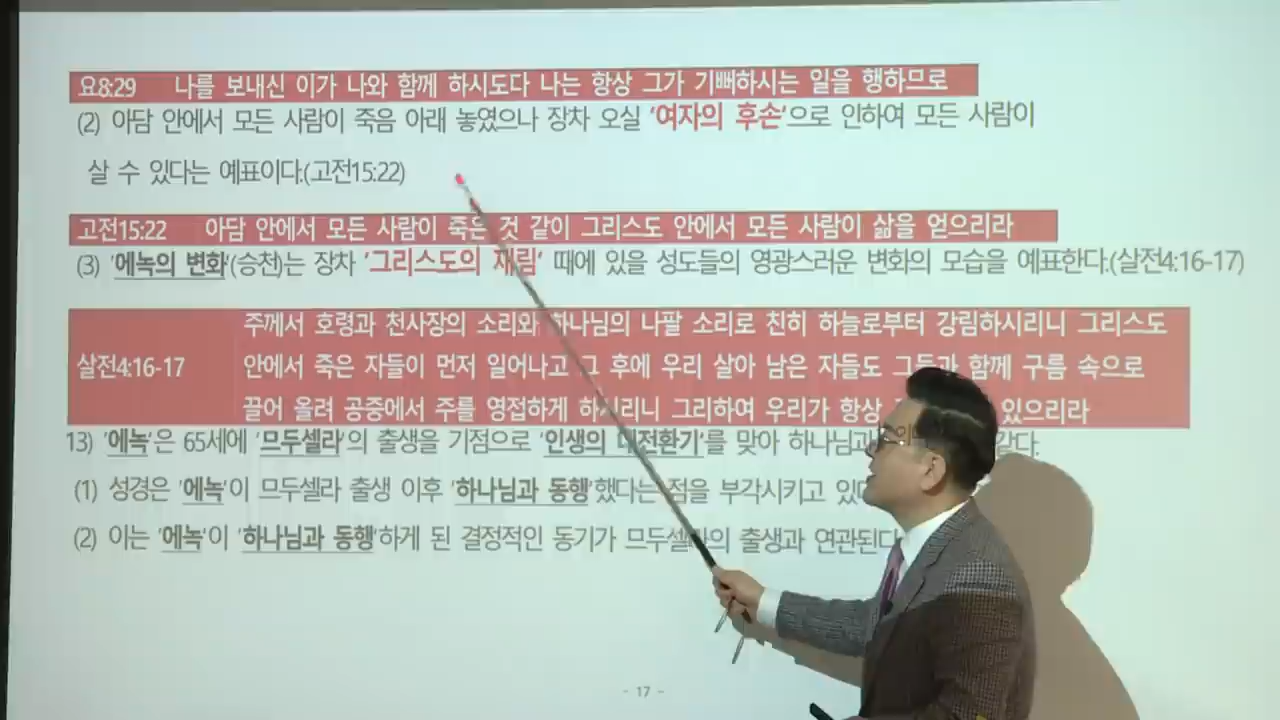 요8:29 나를 보내신 이가 나와 함께 하시도다 나는 항상 그가 기뻐하시는 일을 행하므로
(2) 아담 안에서 모든 사람이 죽음 아래 놓였으나 장차 오실 '여자의 후손'으로 인하여 모든 사람이
살 수 있다는 예표이다.(고전15:22)
고전15:22 아담 안에서 모든 사람이 죽은 것 같이 그리스도 안에서 모든 사람이 삶을 얻으리라
(3) '에녹의 변화'(승천)는 장차 '그리스도의 재림' 때에 있을 성도들의 영광스러운 변화의 모습을 예표한다.(살전4:16-17)
주께서 호령과 천사장의 소리와 하나님의 나팔 소리로 친히 하늘로부터 강림하시리니 그리스도
살전4:16-17 안에서 죽은 자들이 먼저 일어나고 그 후에 우리 살아 남은 자들도 그들과 함께 구름 속으로
끌어 올려 공중에서 주를 영접하게 하시리니 그리하여 우리가 항상 있으리라
13) '에녹'은 65세에 '므두셀라'의 출생을 기점으로 '인생의 대전환기'를 맞아 하나님과
(1) 성경은 '에녹'이 므두셀라 출생 이후 '하나님과 동행'했다는 점을 부각시키고 있다
(2) 이는 '에녹'이 '하나님과 동행'하게 된 결정적인 동기가 므두셀라의 출생과 연관된다
- 17 -